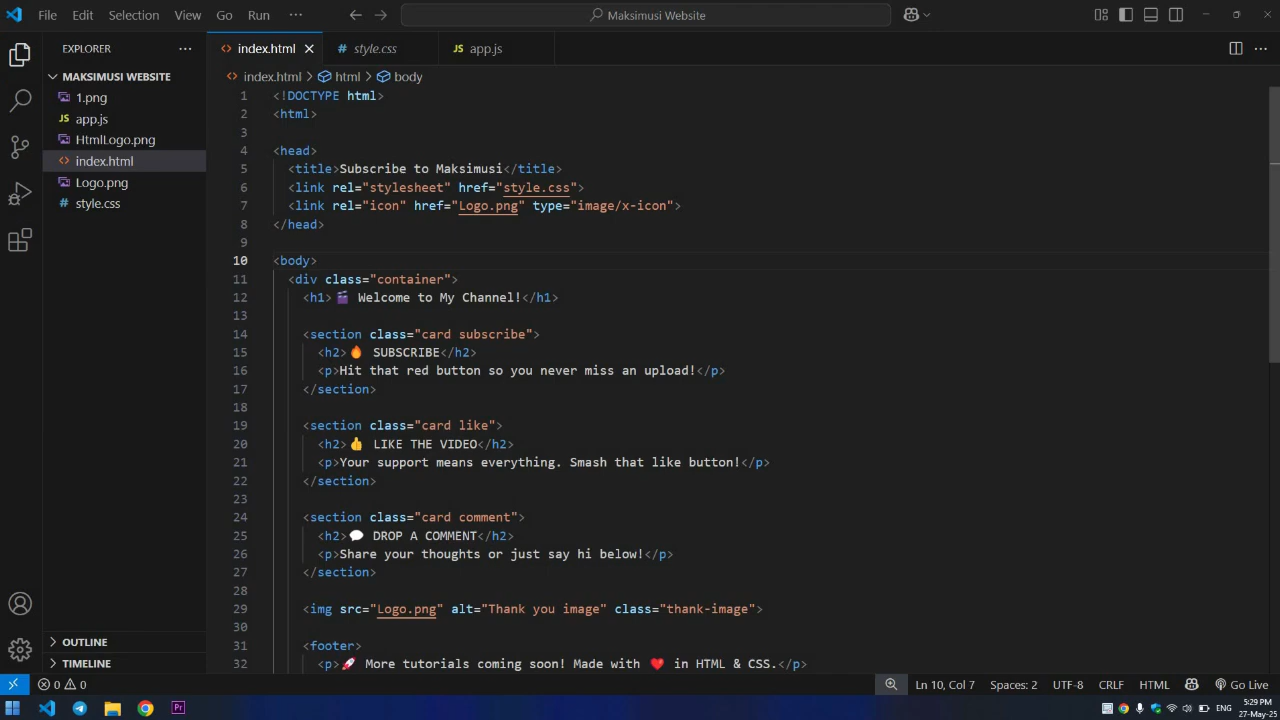 File Edit Selection View Go Run ··· Maksimusi Website
EXPLORER ···
MAKSIMUSI WEBSITE
1.png
app.js
HtmlLogo.png
index.html
Logo.png
style.css
OUTLINE
TIMELINE
index.html style.css app.js
index.html > html > body
1 <!DOCTYPE html>
2 <html>
3
4 <head>
5 <title>Subscribe to Maksimusi</title>
6 <link rel="stylesheet" href="style.css">
7 <link rel="icon" href="Logo.png" type="image/x-icon">
8 </head>
9
10 <body>
11 <div class="container">
12 <h1>🎬 Welcome to My Channel!</h1>
13
14 <section class="card subscribe">
15 <h2>🔥 SUBSCRIBE</h2>
16 <p>Hit that red button so you never miss an upload!</p>
17 </section>
18
19 <section class="card like">
20 <h2>👍 LIKE THE VIDEO</h2>
21 <p>Your support means everything. Smash that like button!</p>
22 </section>
23
24 <section class="card comment">
25 <h2>💬 DROP A COMMENT</h2>
26 <p>Share your thoughts or just say hi below!</p>
27 </section>
28
29 <img src="Logo.png" alt="Thank you image" class="thank-image">
30
31 <footer>
32 <p>🚀 More tutorials coming soon! Made with ❤️ in HTML & CSS.</p>
0 0 Ln 10, Col 7 Spaces: 2 UTF-8 CRLF HTML Go Live
Pr ENG 5:29 PM
27-May-25